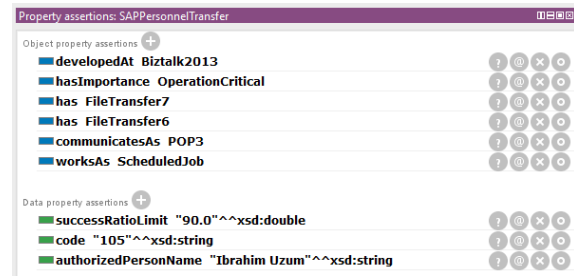 Property assertions: SAPPersonnelTransfer
Object property assertions
developedAt Biztalk2013
hasImportance OperationCritical
has FileTransfer7
has FileTransfer6
communicatesAs POP3
worksAs ScheduledJob
Data property assertions
successRatioLimit "90.0"^^xsd:double
code "105"^^xsd:string
authorizedPersonName "Ibrahim Uzum"^^xsd:string